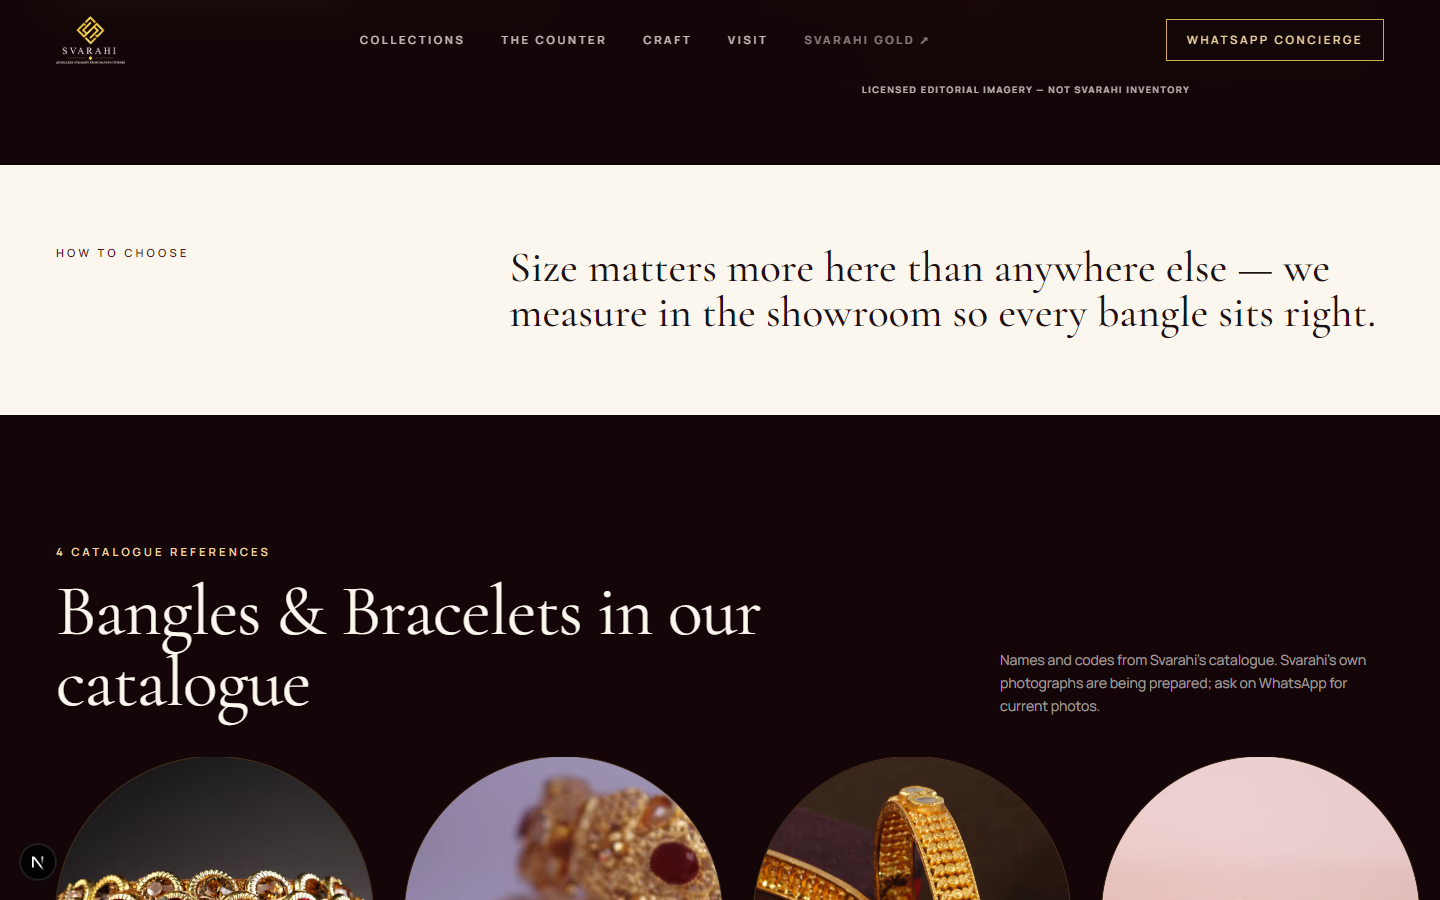 SVARAHI
COLLECTIONS
THE COUNTER
CRAFT
VISIT
SVARAHI GOLD ↗
WHATSAPP CONCIERGE
LICENSED EDITORIAL IMAGERY — NOT SVARAHI INVENTORY
HOW TO CHOOSE
Size matters more here than anywhere else — we
measure in the showroom so every bangle sits right.
4 CATALOGUE REFERENCES
Bangles & Bracelets in our
catalogue
Names and codes from Svarahi's catalogue. Svarahi's own
photographs are being prepared; ask on WhatsApp for
current photos.
N